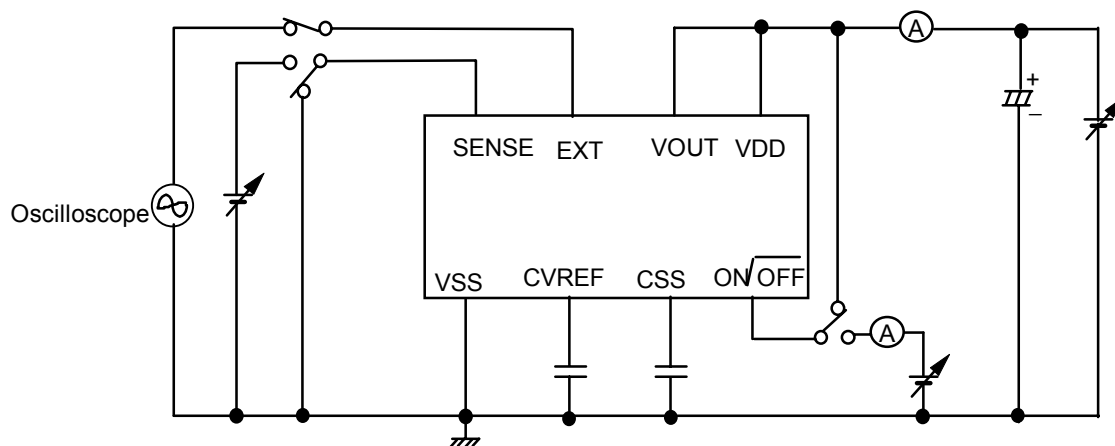 A
+
−
SENSE EXT VOUT VDD
Oscilloscope
VSS CVREF CSS ON/OFF
A